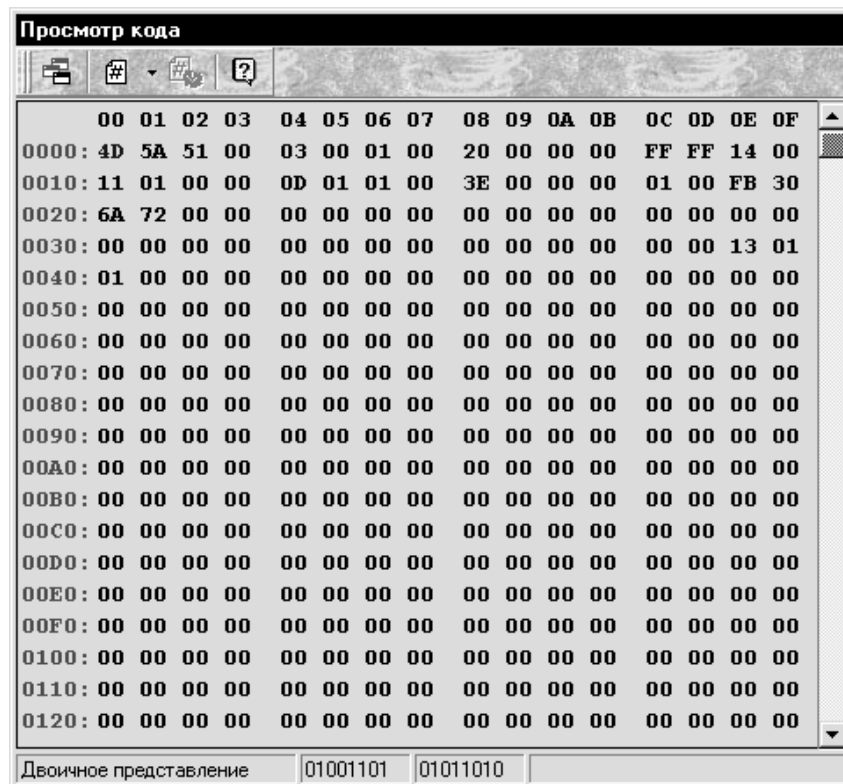 Просмотр кода
00 01 02 03 04 05 06 07 08 09 0A 0B 0C 0D 0E 0F
0000: 4D 5A 51 00 03 00 01 00 20 00 00 00 FF FF 14 00
0010: 11 01 00 00 0D 01 01 00 3E 00 00 00 01 00 FB 30
0020: 6A 72 00 00 00 00 00 00 00 00 00 00 00 00 00 00
0030: 00 00 00 00 00 00 00 00 00 00 00 00 00 00 13 01
0040: 01 00 00 00 00 00 00 00 00 00 00 00 00 00 00 00
0050: 00 00 00 00 00 00 00 00 00 00 00 00 00 00 00 00
0060: 00 00 00 00 00 00 00 00 00 00 00 00 00 00 00 00
0070: 00 00 00 00 00 00 00 00 00 00 00 00 00 00 00 00
0080: 00 00 00 00 00 00 00 00 00 00 00 00 00 00 00 00
0090: 00 00 00 00 00 00 00 00 00 00 00 00 00 00 00 00
00A0: 00 00 00 00 00 00 00 00 00 00 00 00 00 00 00 00
00B0: 00 00 00 00 00 00 00 00 00 00 00 00 00 00 00 00
00C0: 00 00 00 00 00 00 00 00 00 00 00 00 00 00 00 00
00D0: 00 00 00 00 00 00 00 00 00 00 00 00 00 00 00 00
00E0: 00 00 00 00 00 00 00 00 00 00 00 00 00 00 00 00
00F0: 00 00 00 00 00 00 00 00 00 00 00 00 00 00 00 00
0100: 00 00 00 00 00 00 00 00 00 00 00 00 00 00 00 00
0110: 00 00 00 00 00 00 00 00 00 00 00 00 00 00 00 00
0120: 00 00 00 00 00 00 00 00 00 00 00 00 00 00 00 00
Двоичное представление 01001101 01011010